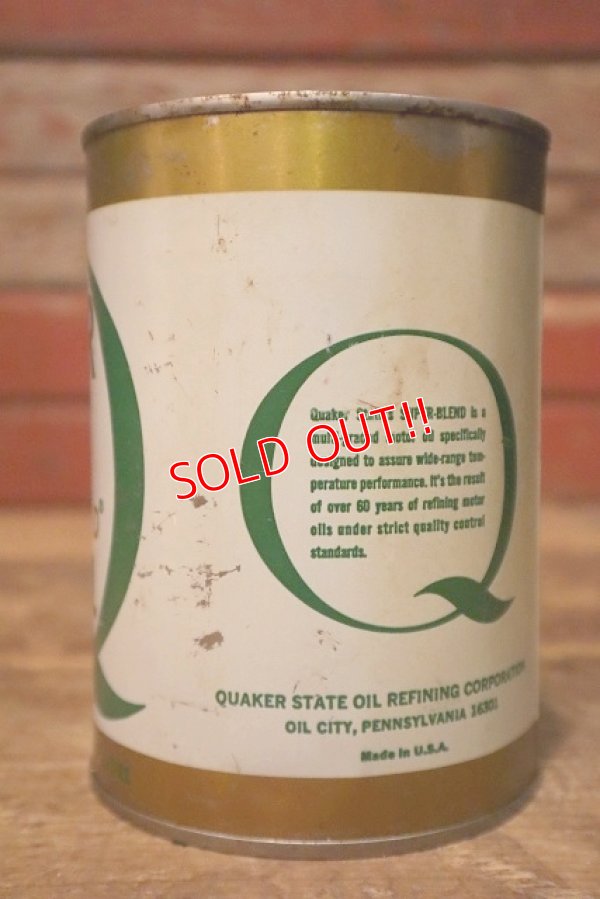 Quaker State's SUPER-BLEND is a
multi-graded motor oil specifically
designed to assure wide-range tem-
perature performance. It's the result
of over 60 years of refining motor
oils under strict quality control
standards.
SOLD OUT!!
QUAKER STATE OIL REFINING CORPORATION
OIL CITY, PENNSYLVANIA 16301
Made in U.S.A.